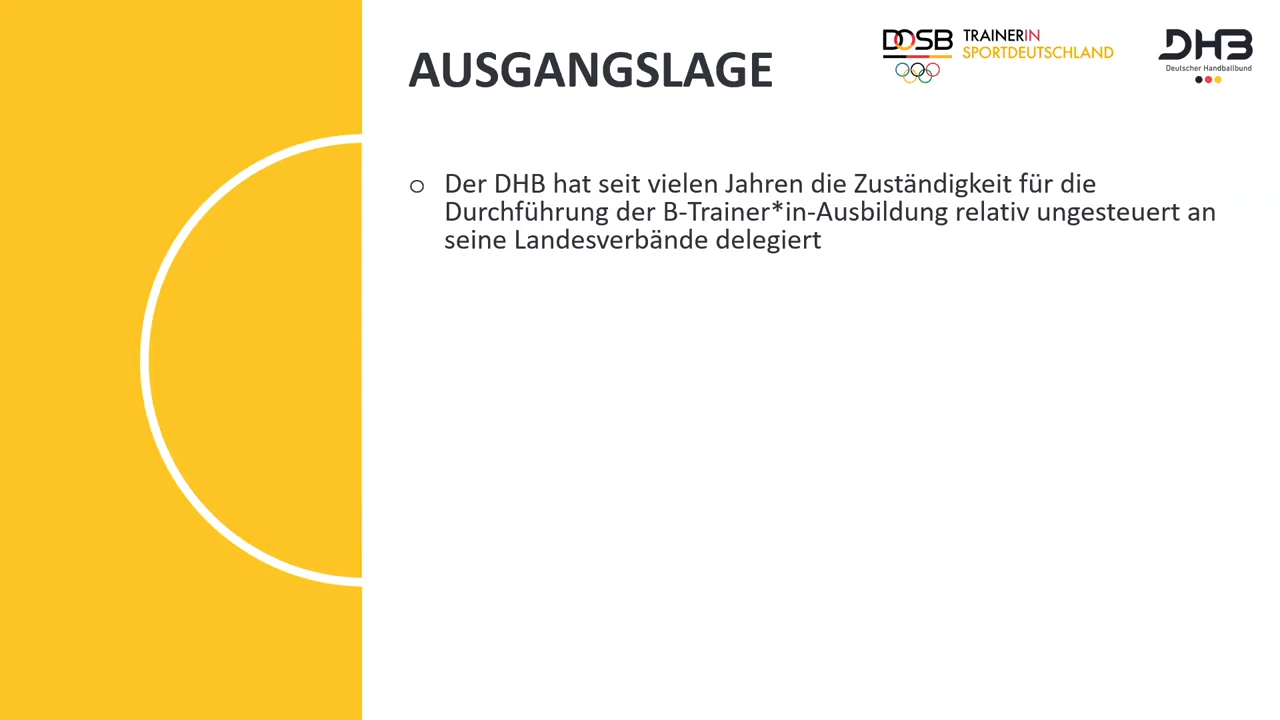 AUSGANGSLAGE
DOSB
TRAINERIN
SPORTDEUTSCHLAND
DHB
Deutscher Handballbund
o Der DHB hat seit vielen Jahren die Zuständigkeit für die
Durchführung der B-Trainer*in-Ausbildung relativ ungesteuert an
seine Landesverbände delegiert